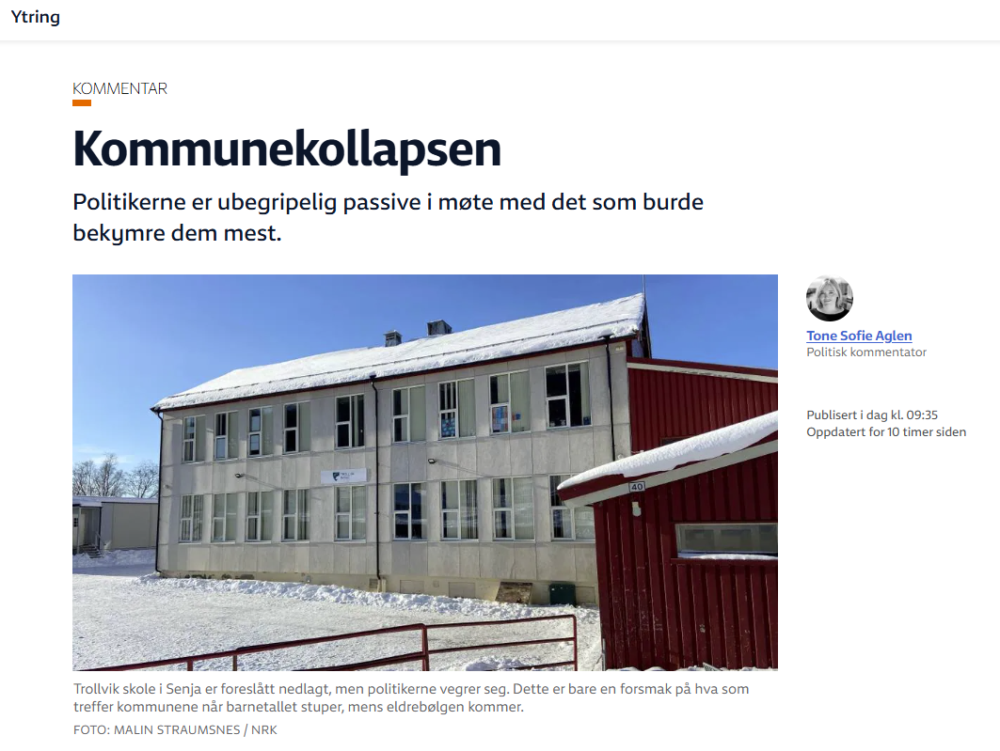 Ytring
KOMMENTAR
Kommunekollapsen
Politikerne er ubegripelig passive i møte med det som burde
bekymre dem mest.
40
Tone Sofie Aglen
Politisk kommentator
Publisert i dag kl. 09:35
Oppdatert for 10 timer siden
Trollvik skole i Senja er foreslått nedlagt, men politikerne vegrer seg. Dette er bare en forsmak på hva som
treffer kommunene når barnetallet stuper, mens eldrebølgen kommer.
FOTO: MALIN STRAUMSNES / NRK